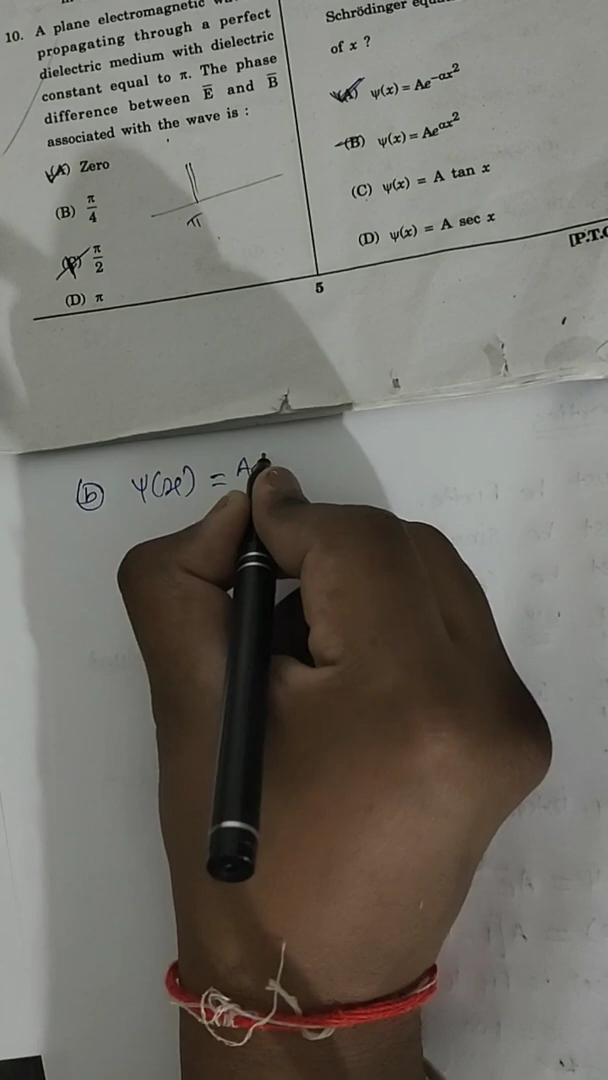 10. A plane electromagnetic
propagating through a perfect
dielectric medium with dielectric
constant equal to π. The phase
difference between E̅ and B̅
associated with the wave is :
(A) Zero
(B) π/4
π/2
(D) π
π
Schrödinger
of x ?
(A) ψ(x) = Ae^{-αx²}
(B) ψ(x) = Ae^{αx²}
(C) ψ(x) = A tan x
(D) ψ(x) = A sec x
5
[P.T.O
(b) ψ(x) = A